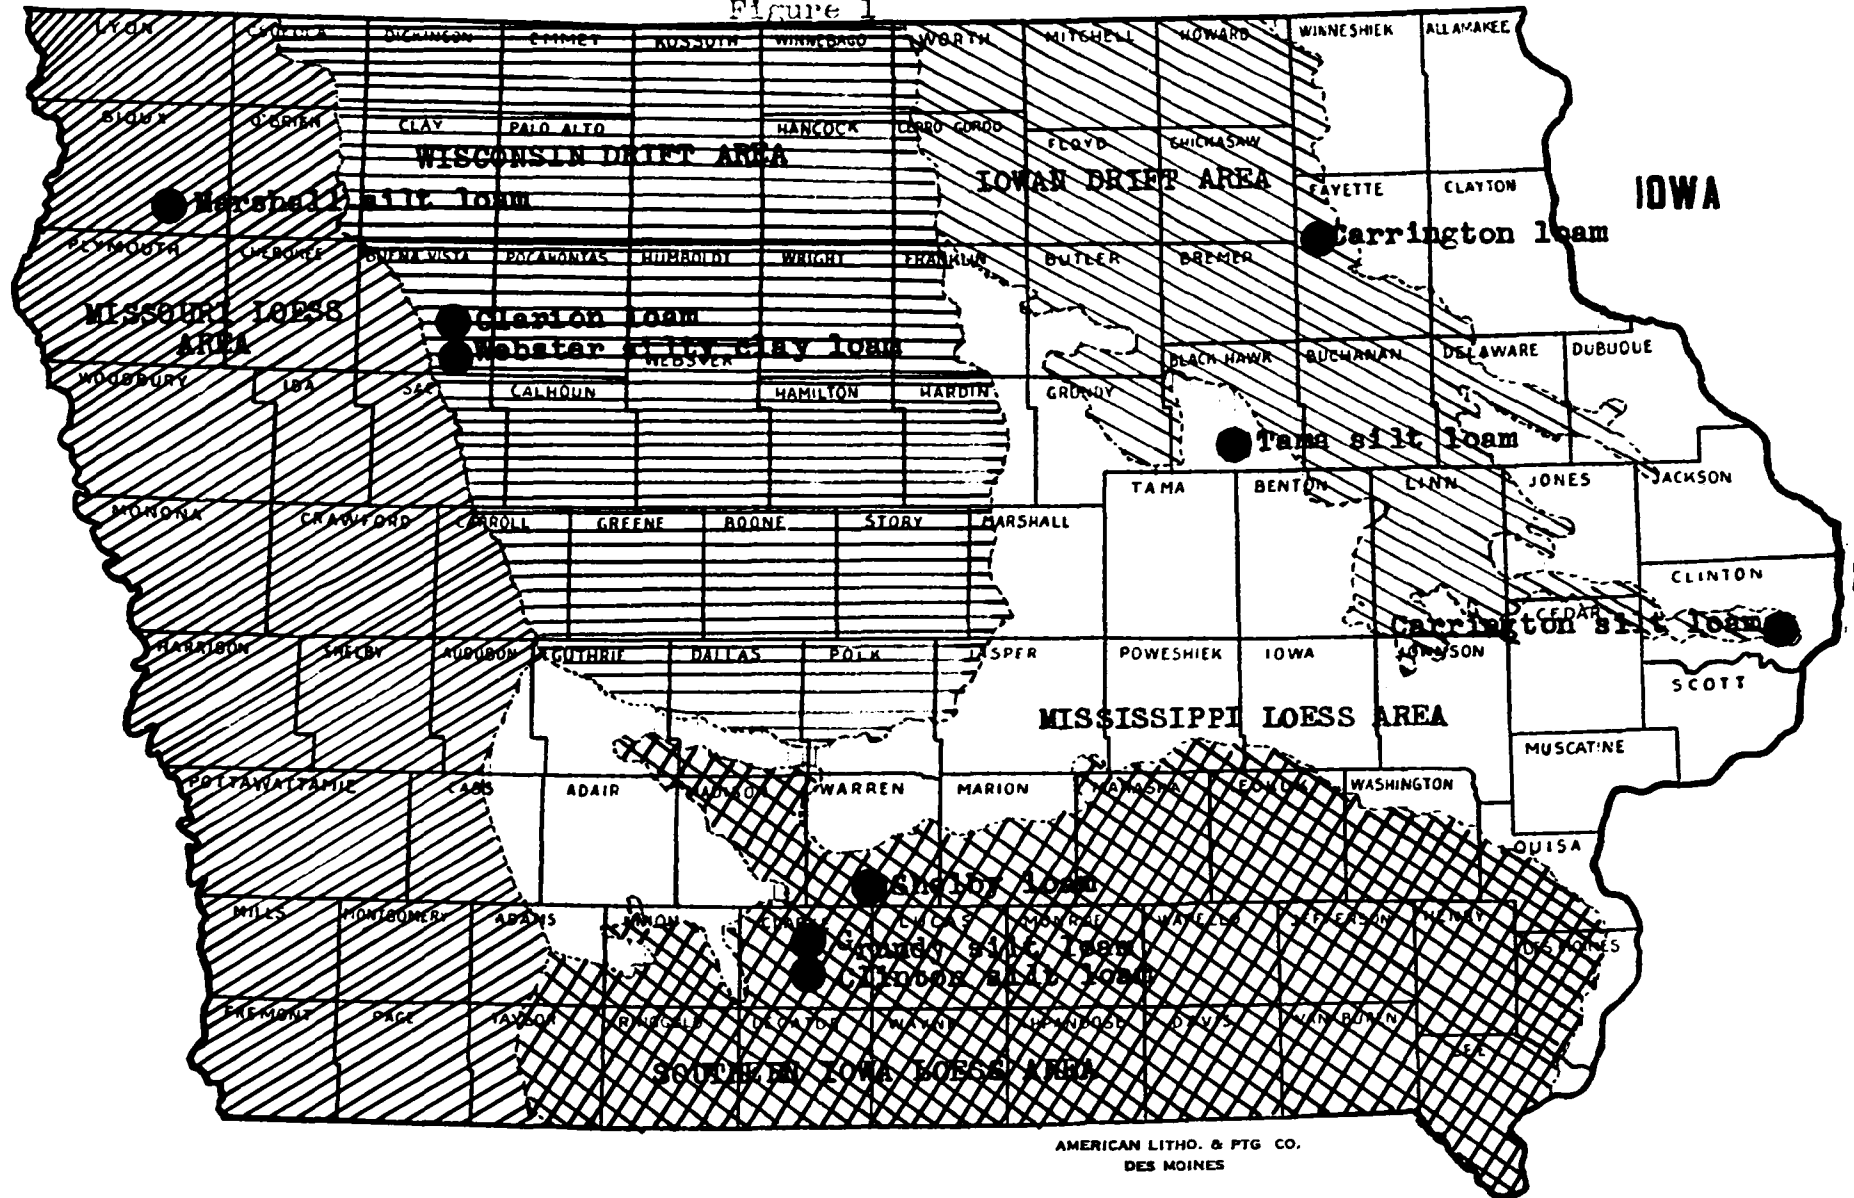 Figure 1
LYON OSCEOLA DICKINSON EMMET KOSSUTH WINNEBAGO WORTH MITCHELL HOWARD WINNESHIEK ALLAMAKEE
SIOUX O'BRIEN CLAY PALO ALTO HANCOCK CERRO GORDO FLOYD CHICKASAW
WISCONSIN DRIFT AREA
IOWAN DRIFT AREA
FAYETTE CLAYTON
IOWA
Marshall silt loam
Carrington loam
PLYMOUTH CHEROKEE BUENA VISTA POCAHONTAS HUMBOLDT WRIGHT FRANKLIN BUTLER BREMER
MISSOURI LOESS
AREA
Clarion loam
Webster silty clay loam
WEBSTER
BLACK HAWK BUCHANAN DELAWARE DUBUQUE
WOODBURY IDA SAC CALHOUN HAMILTON HARDIN GRUNDY
Tama silt loam
TAMA BENTON LINN JONES JACKSON
MONONA CRAWFORD CARROLL GREENE BOONE STORY MARSHALL
CLINTON
CEDAR
Carrington silt loam
HARRISON SHELBY AUDUBON GUTHRIE DALLAS POLK JASPER POWESHIEK IOWA JOHNSON
SCOTT
MISSISSIPPI LOESS AREA
MUSCATINE
POTTAWATTAMIE CASS ADAIR MADISON WARREN MARION MAHASKA KEOKUK WASHINGTON
LOUISA
Shelby loam
MILLS MONTGOMERY ADAMS UNION CLARKE LUCAS MONROE WAPELLO JEFFERSON HENRY
DES MOINES
Grundy silt loam
Clinton silt loam
FREMONT PAGE TAYLOR RINGGOLD DECATUR WAYNE APPANOOSE DAVIS VAN BUREN
LEE
SOUTHERN IOWA LOESS AREA
AMERICAN LITHO. & PTG CO.
DES MOINES